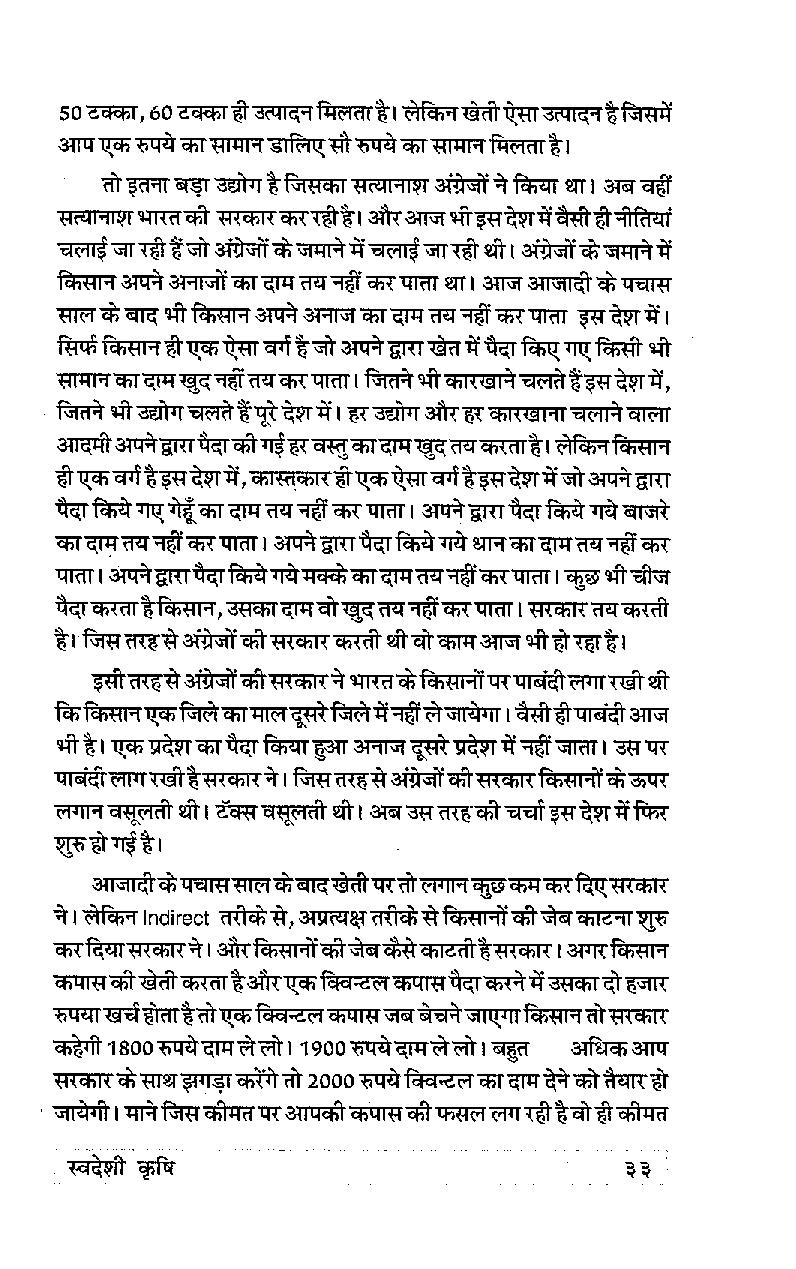 50 टक्का, 60 टक्का ही उत्पादन मिलता है। लेकिन खेती ऐसा उत्पादन है जिसमें
आप एक रुपये का सामान डालिए सौ रुपये का सामान मिलता है।
तो इतना बड़ा उद्योग है जिसका सत्यानाश अंग्रेजों ने किया था। अब वहीं
सत्यानाश भारत की सरकार कर रही है। और आज भी इस देश में वैसी ही नीतियां
चलाई जा रही हैं जो अंग्रेजों के जमाने में चलाई जा रही थी। अंग्रेजों के जमाने में
किसान अपने अनाजों का दाम तय नहीं कर पाता था। आज आजादी के पचास
साल के बाद भी किसान अपने अनाज का दाम तय नहीं कर पाता इस देश में।
सिर्फ किसान ही एक ऐसा वर्ग है जो अपने द्वारा खेत में पैदा किए गए किसी भी
सामान का दाम खुद नहीं तय कर पाता। जितने भी कारखाने चलते हैं इस देश में,
जितने भी उद्योग चलते हैं पूरे देश में। हर उद्योग और हर कारखाना चलाने वाला
आदमी अपने द्वारा पैदा की गई हर वस्तु का दाम खुद तय करता है। लेकिन किसान
ही एक वर्ग है इस देश में, कास्तकार ही एक ऐसा वर्ग है इस देश में जो अपने द्वारा
पैदा किये गए गेहूँ का दाम तय नहीं कर पाता। अपने द्वारा पैदा किये गये बाजरे
का दाम तय नहीं कर पाता। अपने द्वारा पैदा किये गये धान का दाम तय नहीं कर
पाता। अपने द्वारा पैदा किये गये मक्के का दाम तय नहीं कर पाता। कुछ भी चीज
पैदा करता है किसान, उसका दाम वो खुद तय नहीं कर पाता। सरकार तय करती
है। जिस तरह से अंग्रेजों की सरकार करती थी वो काम आज भी हो रहा है।
इसी तरह से अंग्रेजों की सरकार ने भारत के किसानों पर पाबंदी लगा रखी थी
कि किसान एक जिले का माल दूसरे जिले में नहीं ले जायेगा। वैसी ही पाबंदी आज
भी है। एक प्रदेश का पैदा किया हुआ अनाज दूसरे प्रदेश में नहीं जाता। उस पर
पाबंदी लाग रखी है सरकार ने। जिस तरह से अंग्रेजों की सरकार किसानों के ऊपर
लगान वसूलती थी। टॅक्स वसूलती थी। अब उस तरह की चर्चा इस देश में फिर
शुरु हो गई है।
आजादी के पचास साल के बाद खेती पर तो लगान कुछ कम कर दिए सरकार
ने। लेकिन Indirect तरीके से, अप्रत्यक्ष तरीके से किसानों की जेब काटना शुरु
कर दिया सरकार ने। और किसानों की जेब कैसे काटती है सरकार। अगर किसान
कपास की खेती करता है और एक क्विन्टल कपास पैदा करने में उसका दो हजार
रुपया खर्च होता है तो एक क्विन्टल कपास जब बेचने जाएगा किसान तो सरकार
कहेगी 1800 रुपये दाम ले लो। 1900 रुपये दाम ले लो। बहुत अधिक आप
सरकार के साथ झगड़ा करेंगे तो 2000 रुपये क्विन्टल का दाम देने को तैयार हो
जायेगी। माने जिस कीमत पर आपकी कपास की फसल लग रही है वो ही कीमत
स्वदेशी कृषि ३३